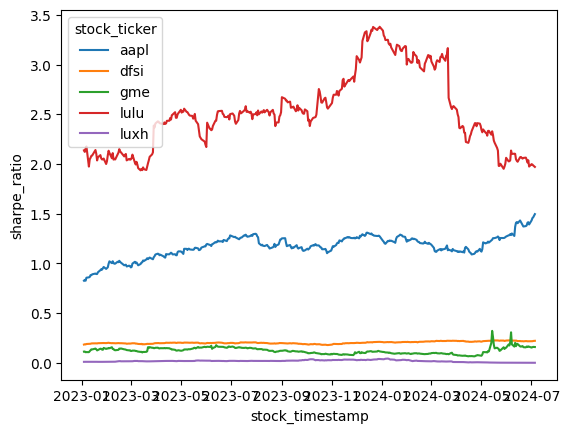 3.5
3.0
2.5
2.0
1.5
1.0
0.5
0.0
sharpe_ratio
stock_ticker
aapl
dfsi
gme
lulu
luxh
2023-01
2023-03
2023-05
2023-07
2023-09
2023-11
2024-01
2024-03
2024-05
2024-07
stock_timestamp